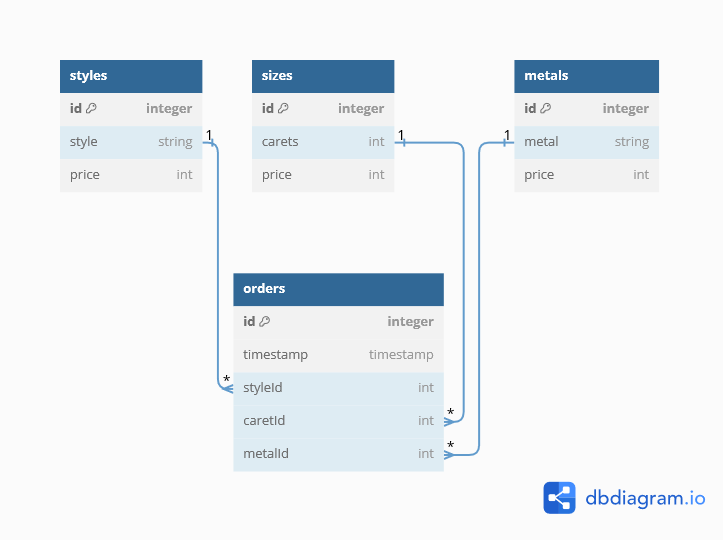 styles
id integer
style string
price int
sizes
id integer
carets int
price int
metals
id integer
metal string
price int
1
1
1
orders
id integer
timestamp timestamp
styleId int
caretId int
metalId int
*
*
*
dbdiagram.io